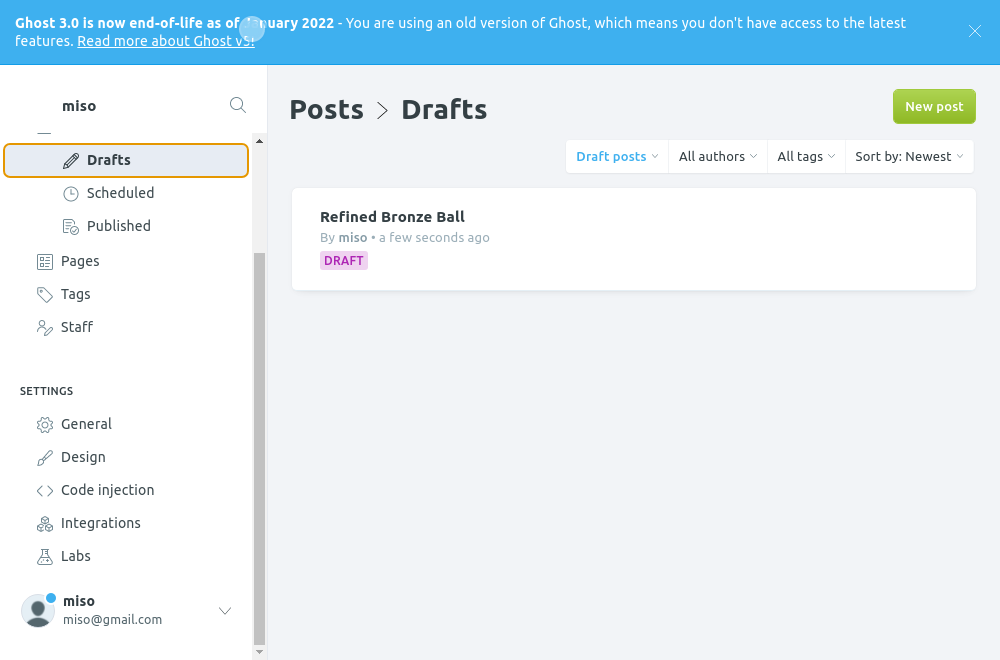 Ghost 3.0 is now end-of-life as of January 2022 - You are using an old version of Ghost, which means you don't have access to the latest
features. Read more about Ghost v5!
miso
Drafts
Scheduled
Published
Pages
Tags
Staff
SETTINGS
General
Design
Code injection
Integrations
Labs
miso
miso@gmail.com
Posts > Drafts
New post
Draft posts
All authors
All tags
Sort by: Newest
Refined Bronze Ball
By miso • a few seconds ago
DRAFT